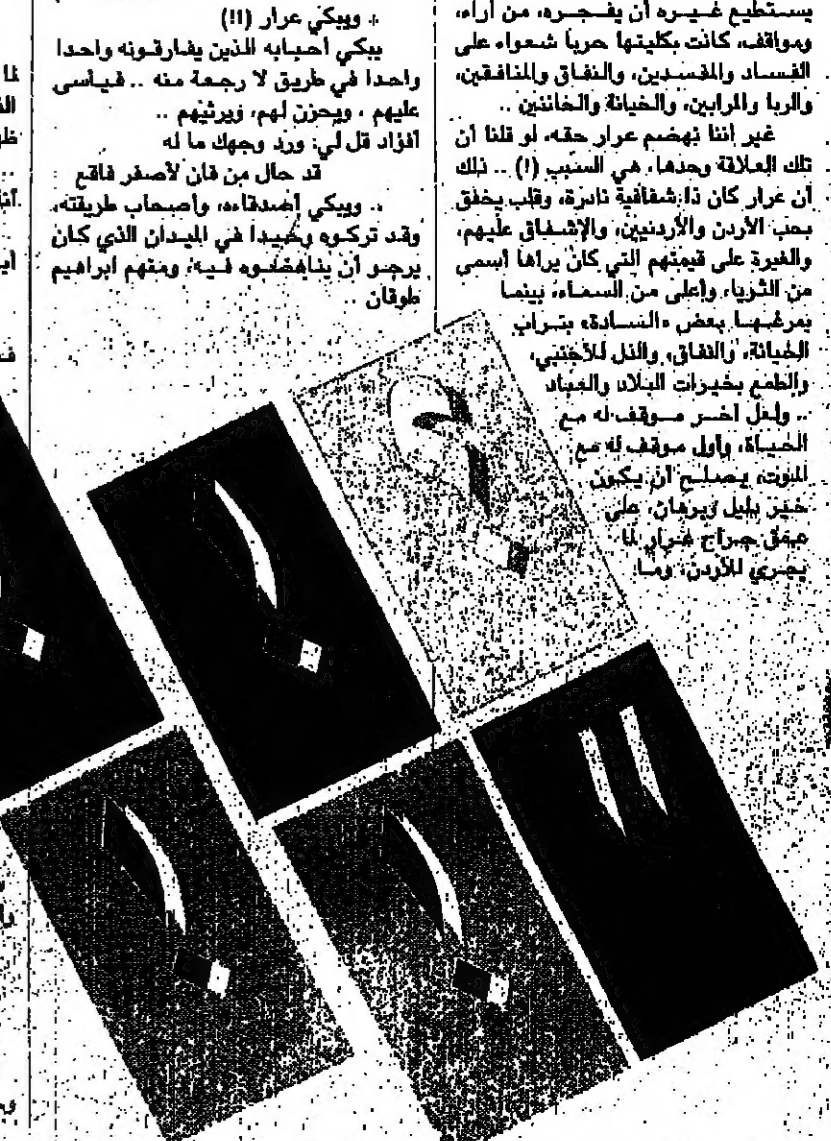 يستطيع غيره أن يفجره، من آراء،
ومواقف، كانت بكليتها حربا شعواء على
الفساد والمفسدين، والنفاق والمنافقين،
والربا والمرابين، والخيانة والخائنين ..
غير اننا نهضم عرار حقه، لو قلنا أن
تلك العلاقة وحدها، هي السبب (!) .. ذلك
أن عرار كان ذا شفافية نادرة، وقلب يخفق
بحب الأردن والأردنيين، والإشفاق عليهم،
والغيرة على قيمتهم التي كان يراها أسمى
من الثريا، وأعلى من السماء، بينما
يمرغها بعض «السادة» بتراب
الخيانة، والنفاق، والذل للأجنبي،
والطمع بخيرات البلاد والعباد
.. ولعل آخر موقف له مع
الحياة، وأول موقف له مع
الموت، يصلح أن يكون
خير دليل وبرهان، على
عمق جراح عرار لما
يجري للأردن، وما
.. ويبكي عرار (!!)
يبكي أحبابه الذين يفارقونه واحدا
واحدا في طريق لا رجعة منه .. فيأسى
عليهم ، ويحزن لهم، ويرثيهم ..
أفؤاد قل لي: ورد وجهك ما له
قد حال من قان لأصفر فاقع
.. ويبكي أصدقاءه، وأصحاب طريقته،
وقد تركوه وحيدا في الميدان الذي كان
يرجو أن يناهضوه فيه، ومنهم ابراهيم
طوقان ..
لما